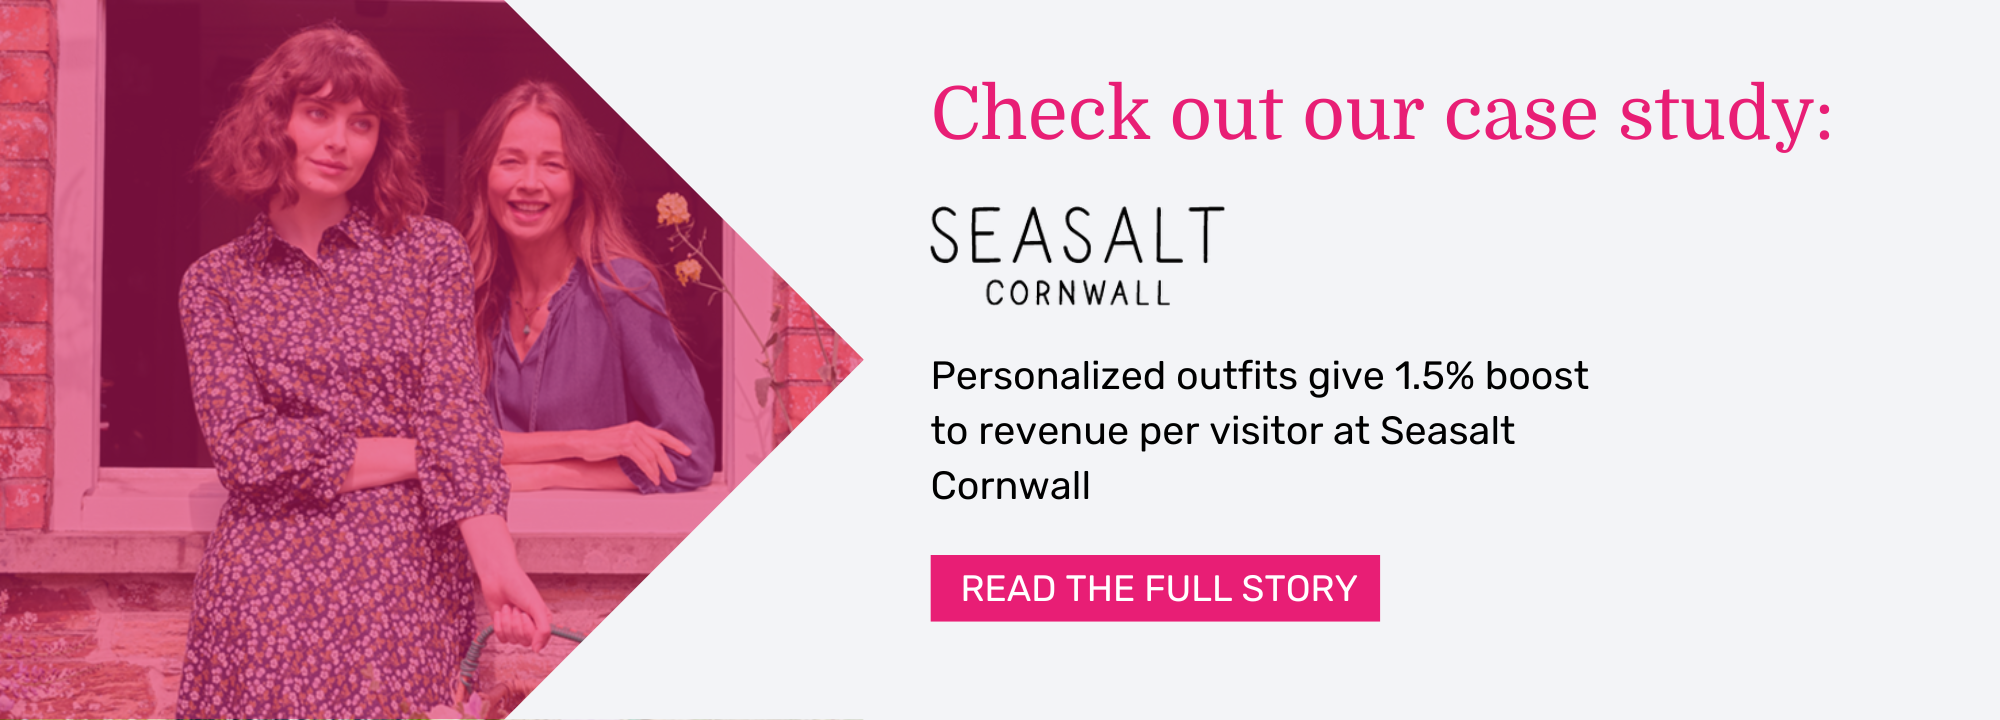 Check out our case study:
SEASALT
CORNWALL
Personalized outfits give 1.5% boost
to revenue per visitor at Seasalt
Cornwall
READ THE FULL STORY